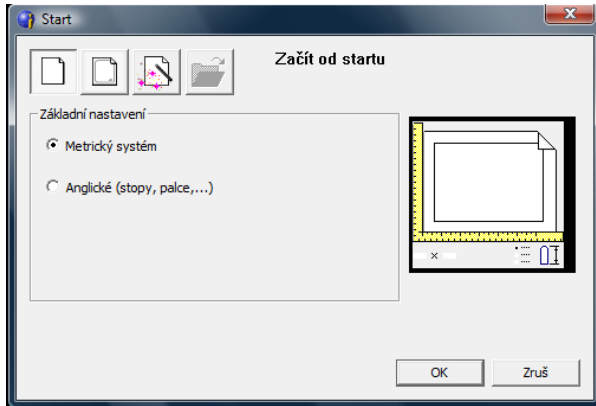 Start
Začít od startu
Základní nastavení
Metrický systém
Anglické (stopy, palce,...)
OK
Zruš